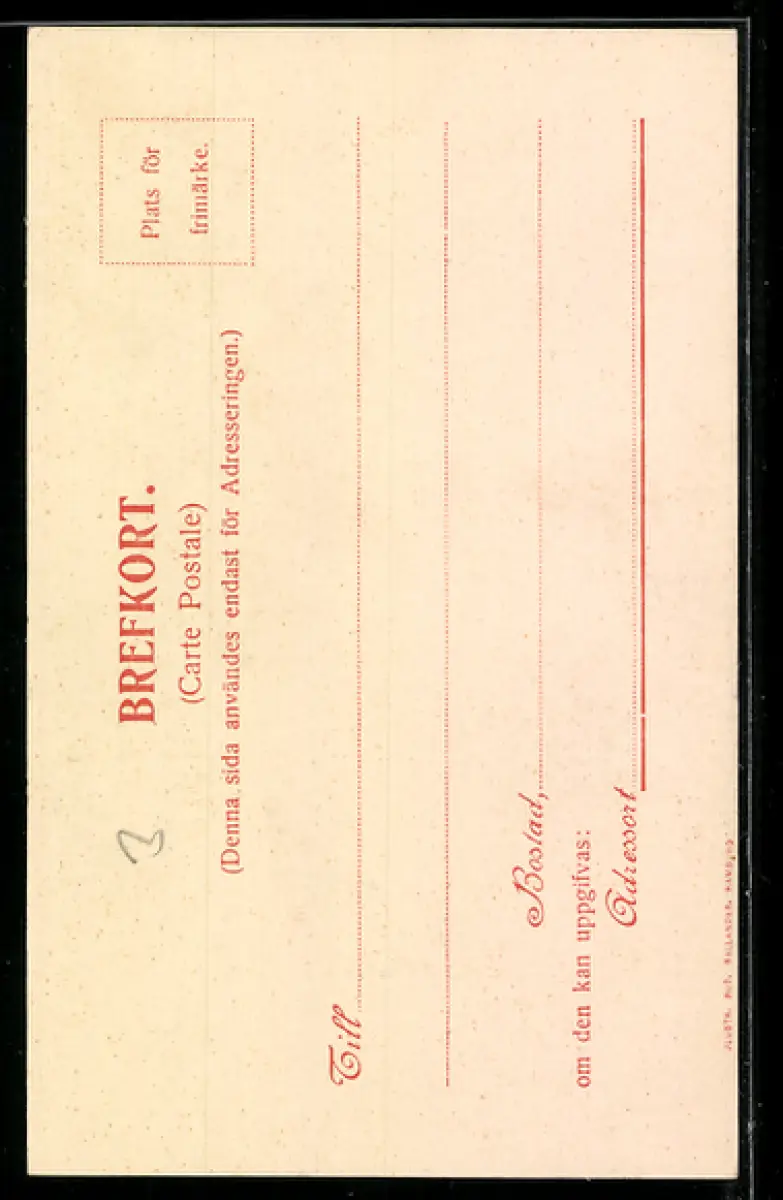 BREFKORT.
(Carte Postale)
(Denna sida användes endast för Adresseringen.)
Plats för
frimärke.
3
Till
Bostad,
om den kan uppgifvas:
Adressort